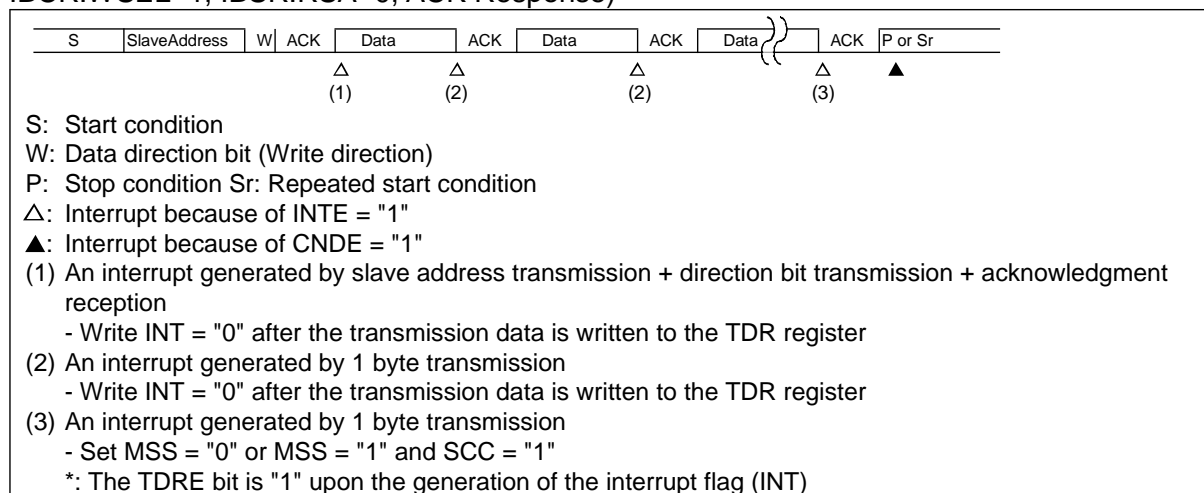 S SlaveAddress W ACK Data ACK Data ACK Data ACK P or Sr
△ △ △ △ ▲
(1) (2) (2) (3)
S: Start condition
W: Data direction bit (Write direction)
P: Stop condition Sr: Repeated start condition
△: Interrupt because of INTE = "1"
▲: Interrupt because of CNDE = "1"
(1) An interrupt generated by slave address transmission + direction bit transmission + acknowledgment
reception
- Write INT = "0" after the transmission data is written to the TDR register
(2) An interrupt generated by 1 byte transmission
- Write INT = "0" after the transmission data is written to the TDR register
(3) An interrupt generated by 1 byte transmission
- Set MSS = "0" or MSS = "1" and SCC = "1"
*: The TDRE bit is "1" upon the generation of the interrupt flag (INT)